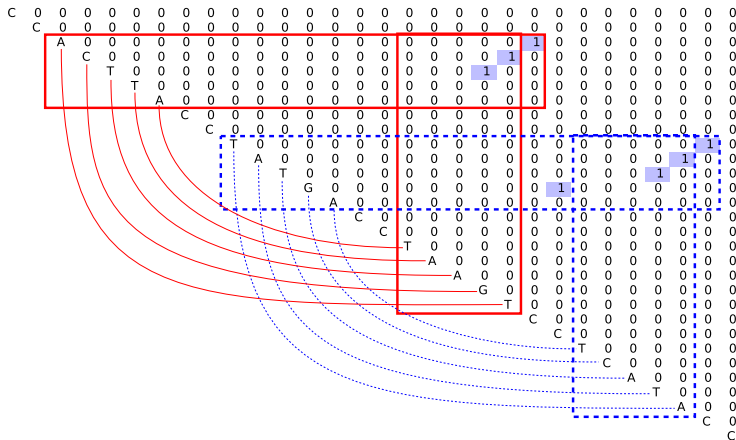 C 0 0 0 0 0 0 0 0 0 0 0 0 0 0 0 0 0 0 0 0 0 0 0 0 0 0 0 0 0
C 0 0 0 0 0 0 0 0 0 0 0 0 0 0 0 0 0 0 0 0 0 0 0 0 0 0 0 0
A 0 0 0 0 0 0 0 0 0 0 0 0 0 0 0 0 0 0 1 0 0 0 0 0 0 0 0
C 0 0 0 0 0 0 0 0 0 0 0 0 0 0 0 0 1 0 0 0 0 0 0 0 0 0
T 0 0 0 0 0 0 0 0 0 0 0 0 0 0 1 0 0 0 0 0 0 0 0 0 0
T 0 0 0 0 0 0 0 0 0 0 0 0 0 0 0 0 0 0 0 0 0 0 0 0
A 0 0 0 0 0 0 0 0 0 0 0 0 0 0 0 0 0 0 0 0 0 0 0
C 0 0 0 0 0 0 0 0 0 0 0 0 0 0 0 0 0 0 0 0 0 0
C 0 0 0 0 0 0 0 0 0 0 0 0 0 0 0 0 0 0 0 0 0
T 0 0 0 0 0 0 0 0 0 0 0 0 0 0 0 0 0 0 1 0
A 0 0 0 0 0 0 0 0 0 0 0 0 0 0 0 0 1 0 0
T 0 0 0 0 0 0 0 0 0 0 0 0 0 0 1 0 0 0
G 0 0 0 0 0 0 0 0 0 1 0 0 0 0 0 0 0
A 0 0 0 0 0 0 0 0 0 0 0 0 0 0 0 0
C 0 0 0 0 0 0 0 0 0 0 0 0 0 0 0
C 0 0 0 0 0 0 0 0 0 0 0 0 0 0
T 0 0 0 0 0 0 0 0 0 0 0 0 0
A 0 0 0 0 0 0 0 0 0 0 0 0
A 0 0 0 0 0 0 0 0 0 0 0
G 0 0 0 0 0 0 0 0 0 0
T 0 0 0 0 0 0 0 0 0
C 0 0 0 0 0 0 0 0
C 0 0 0 0 0 0 0
T 0 0 0 0 0 0
C 0 0 0 0 0
A 0 0 0 0
T 0 0 0
A 0 0
C 0
C